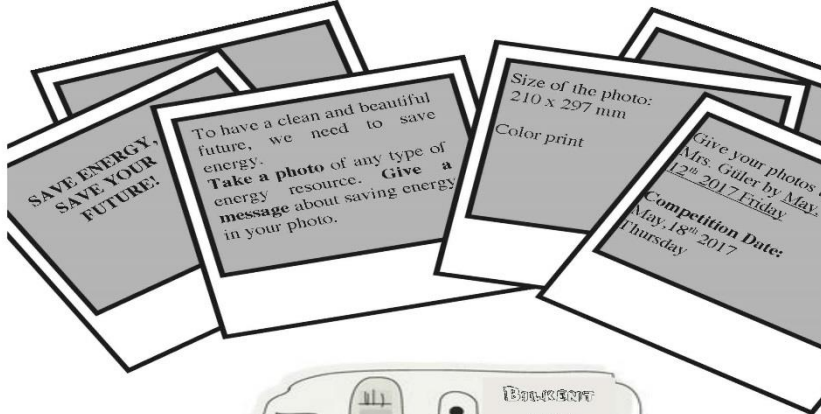 SAVE ENERGY,
SAVE YOUR
FUTURE!
To have a clean and beautiful
future, we need to save
energy.
Take a photo of any type of
energy resource. Give a
message about saving energy
in your photo.
Size of the photo:
210 x 297 mm
Color print
Give your photos
Mrs. Güler by May,
12th 2017 Friday
Competition Date:
May,18th 2017
Thursday
BILKENT